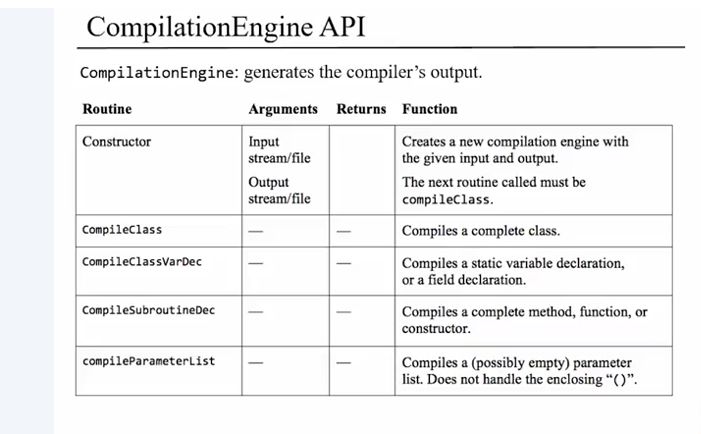 CompilationEngine API
CompilationEngine: generates the compiler's output.
Routine Arguments Returns Function
Constructor Input Creates a new compilation engine with
stream/file the given input and output.
Output The next routine called must be
stream/file compileClass.
CompileClass — — Compiles a complete class.
CompileClassVarDec — — Compiles a static variable declaration,
or a field declaration.
CompileSubroutineDec — — Compiles a complete method, function, or
constructor.
compileParameterList — — Compiles a (possibly empty) parameter
list. Does not handle the enclosing “()”.